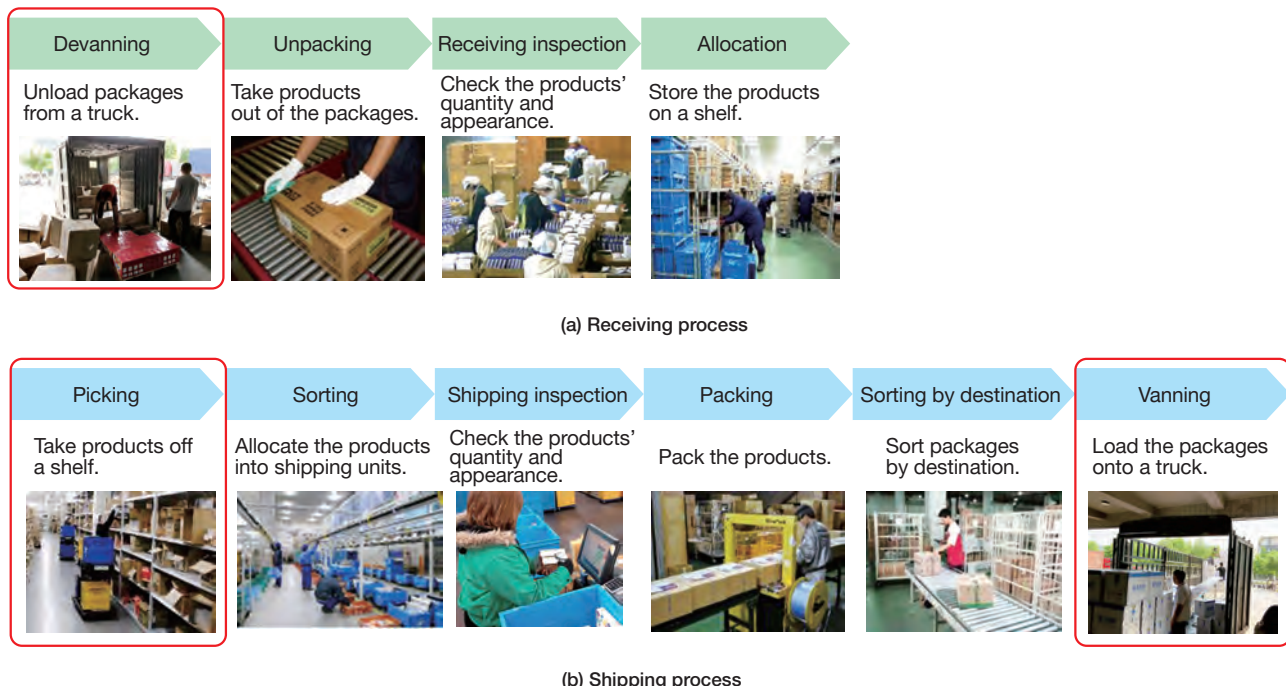 Devanning
Unpacking
Receiving inspection
Allocation
Unload packages
from a truck.
Take products
out of the packages.
Check the products’
quantity and
appearance.
Store the products
on a shelf.
(a) Receiving process
Picking
Sorting
Shipping inspection
Packing
Sorting by destination
Vanning
Take products off
a shelf.
Allocate the products
into shipping units.
Check the products’
quantity and
appearance.
Pack the products.
Sort packages
by destination.
Load the packages
onto a truck.
(b) Shipping process